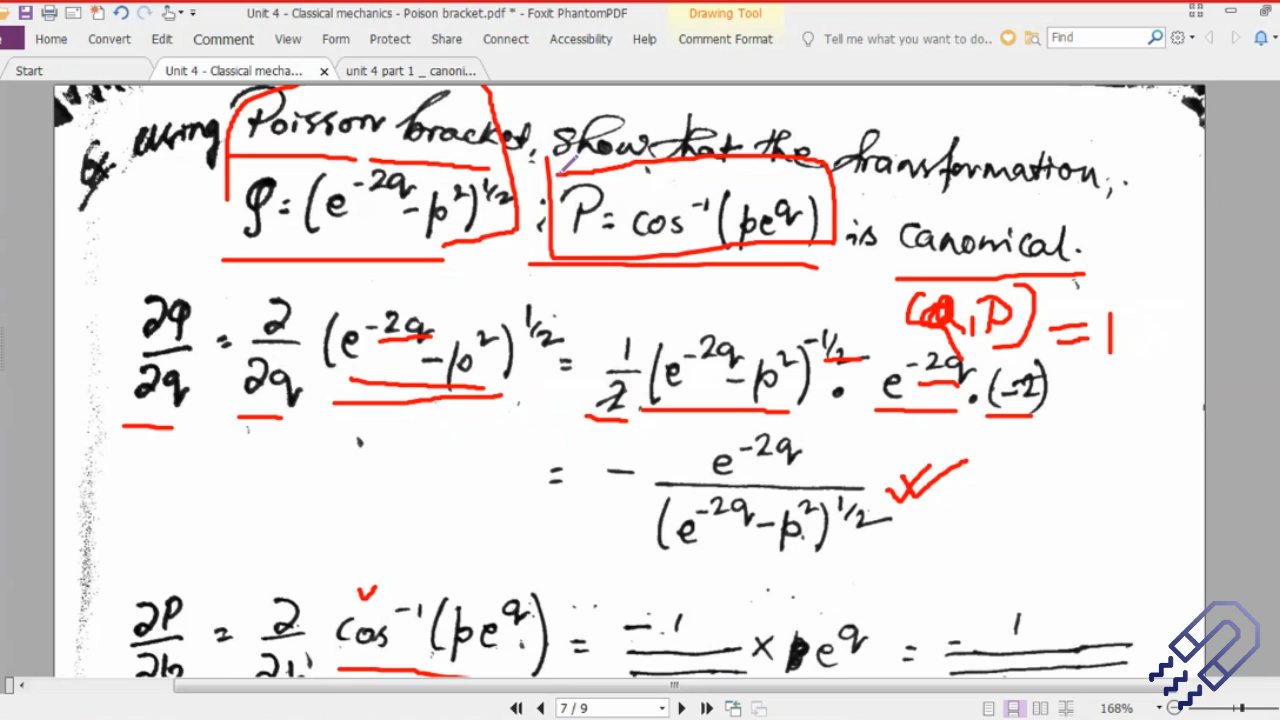 Unit 4 - Classical mechanics - Poison bracket.pdf * - Foxit PhantomPDF
Drawing Tool
Home Convert Edit Comment View Form Protect Share Connect Accessibility Help Comment Format Tell me what you want to do.. Find
Start Unit 4 - Classical mecha... × unit 4 part 1 _ canoni...
using Poisson bracket, show that the transformation,
Q = (e^{-2q} - p^2)^{1/2} ; P = cos^{-1}(pe^q) is canonical.
(Q, P) = 1
∂Q/∂q = ∂/∂q (e^{-2q} - p^2)^{1/2} = 1/2 (e^{-2q} - p^2)^{-1/2} · e^{-2q} · (-2)
= - e^{-2q} / (e^{-2q} - p^2)^{1/2}
∂P/∂p = ∂/∂p cos^{-1}(pe^q) = -1 × e^q = -1
7 / 9
168%